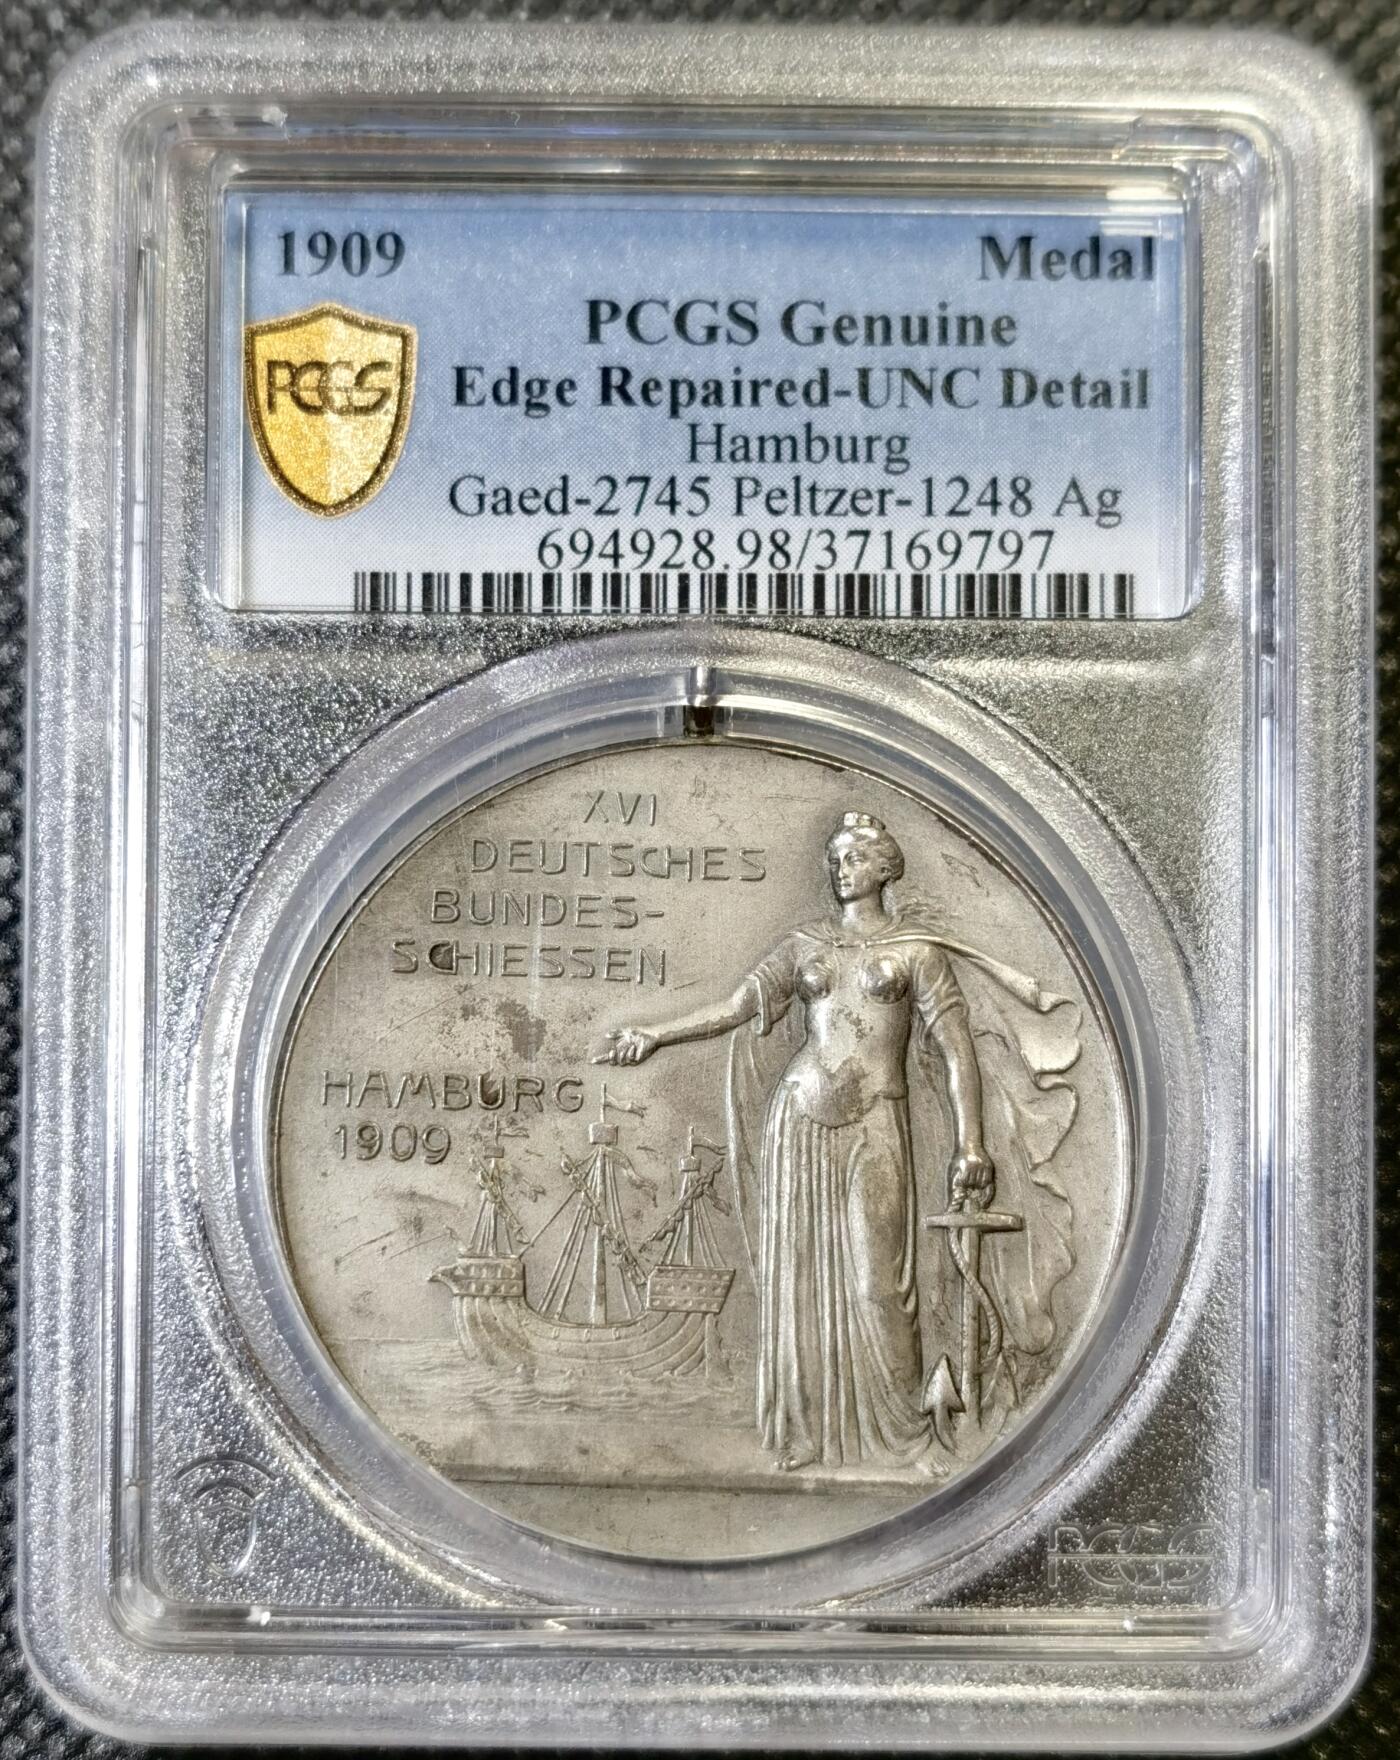 1909 Medal
PCGS Genuine
PCGS
Edge Repaired-UNC Detail
Hamburg
Gaed-2745 Peltzer-1248 Ag
694928.98/37169797
XVI
DEUTSCHES
BUNDES-
SCHIESSEN
HAMBURG
1909
PCGS